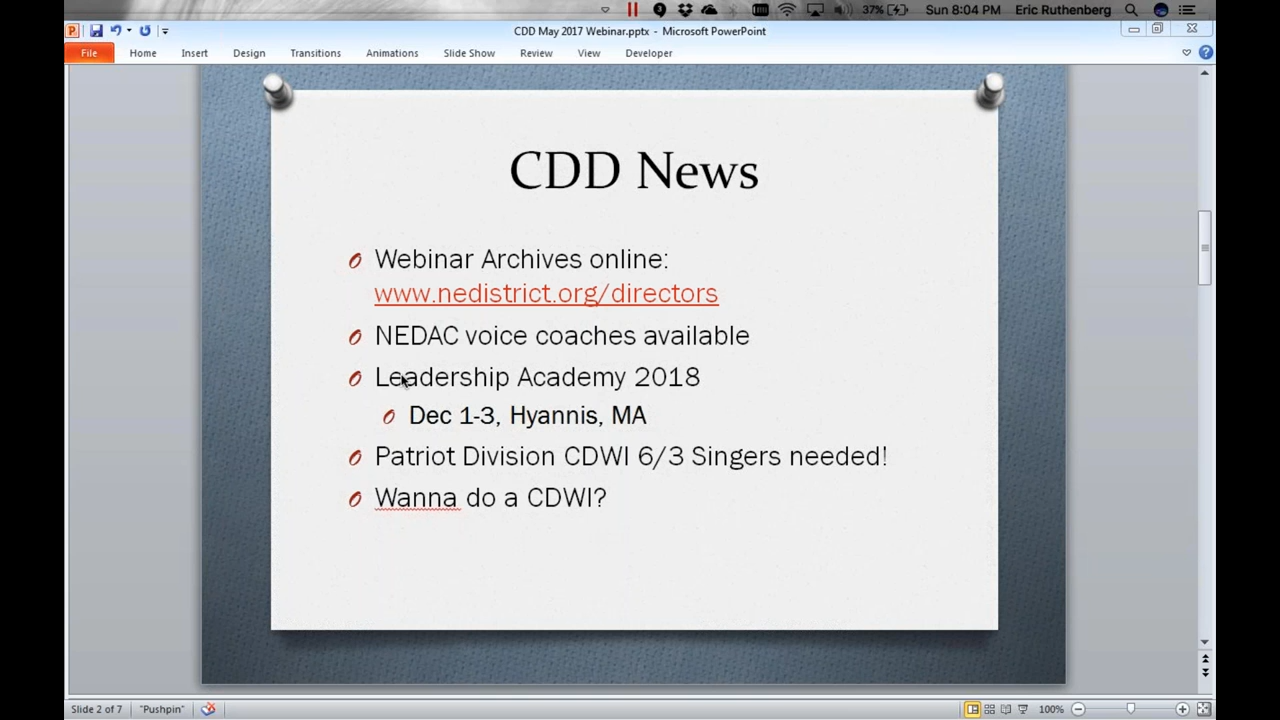 37% Sun 8:04 PM Eric Ruthenberg
CDD May 2017 Webinar.pptx - Microsoft PowerPoint
File Home Insert Design Transitions Animations Slide Show Review View Developer
CDD News
Webinar Archives online:
www.nedistrict.org/directors
NEDAC voice coaches available
Leadership Academy 2018
Dec 1-3, Hyannis, MA
Patriot Division CDWI 6/3 Singers needed!
Wanna do a CDWI?
Slide 2 of 7 "Pushpin" 100%